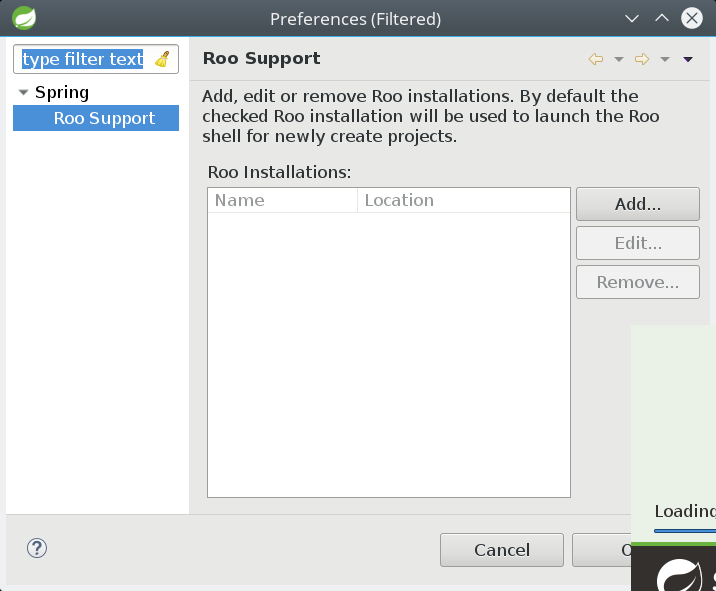 Preferences (Filtered)
type filter text
Spring
Roo Support
Roo Support
Add, edit or remove Roo installations. By default the
checked Roo installation will be used to launch the Roo
shell for newly create projects.
Roo Installations:
Name Location
Add...
Edit...
Remove...
Loading
Cancel